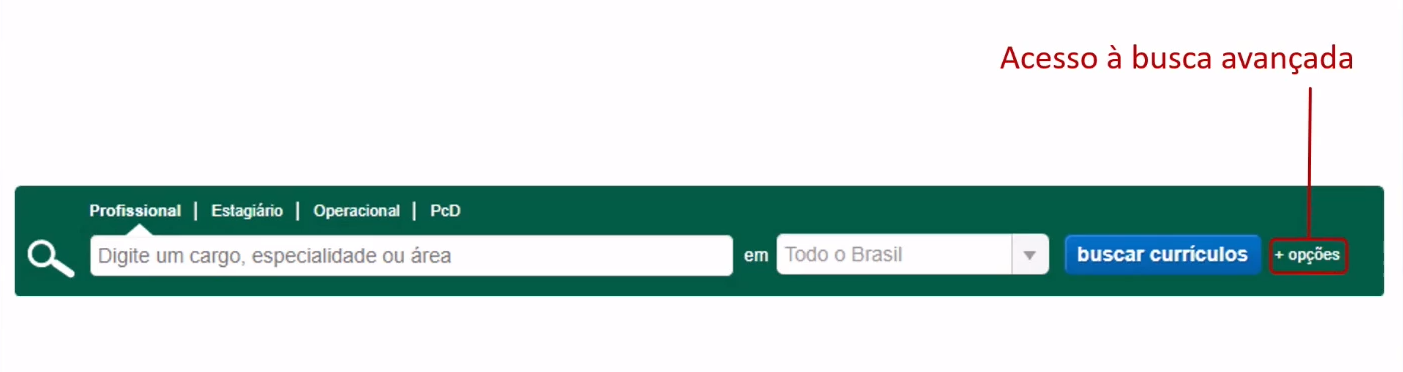 Acesso à busca avançada
Profissional | Estagiário | Operacional | PcD
Digite um cargo, especialidade ou área em Todo o Brasil buscar currículos + opções